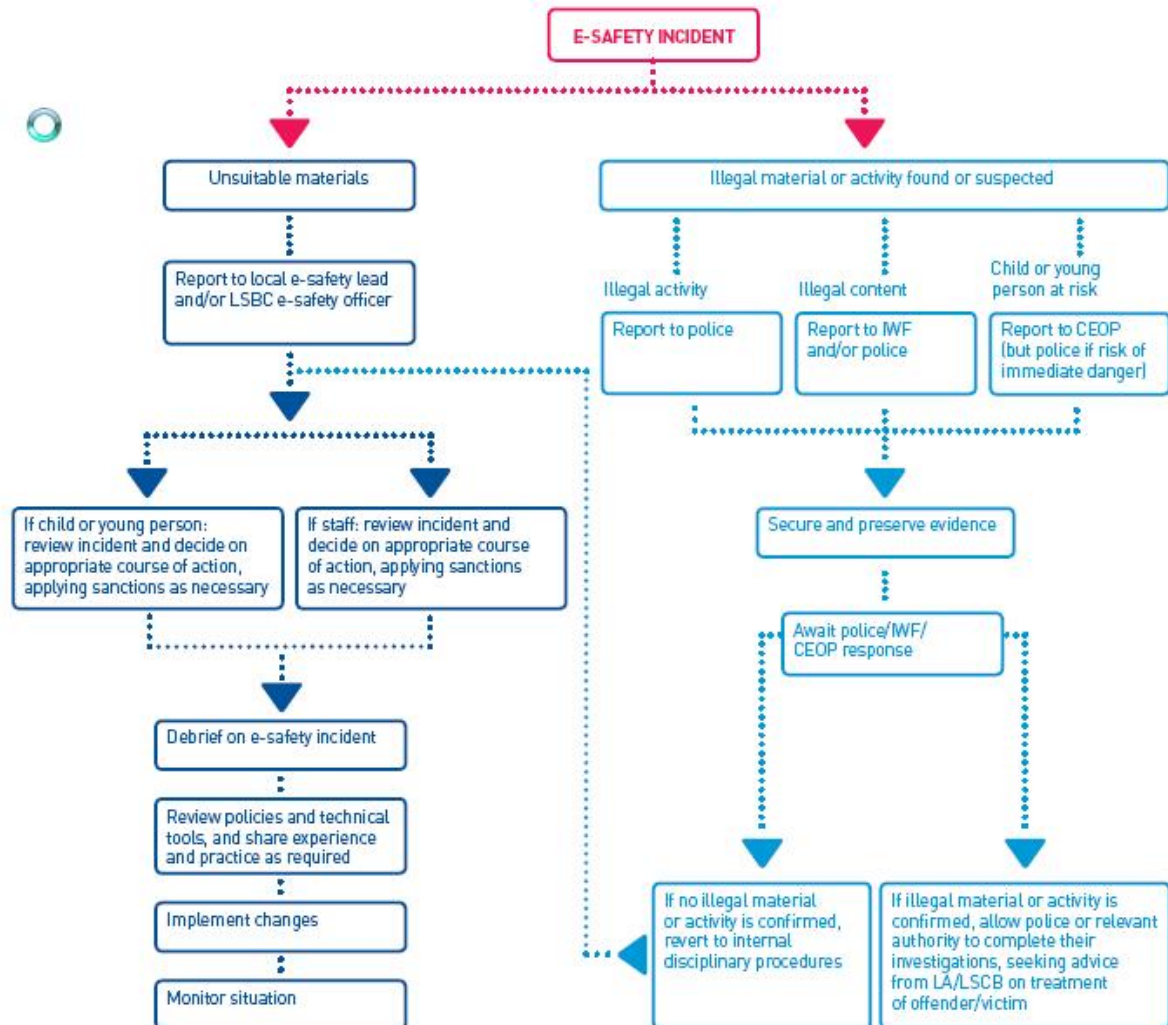 E-SAFETY INCIDENT
Unsuitable materials
Report to local e-safety lead
and/or LSBC e-safety officer
If child or young person:
review incident and decide on
appropriate course of action,
applying sanctions as necessary
If staff: review incident and
decide on appropriate course
of action, applying sanctions
as necessary
Debrief on e-safety incident
Review policies and technical
tools, and share experience
and practice as required
Implement changes
Monitor situation
Illegal material or activity found or suspected
Illegal activity
Report to police
Illegal content
Report to IWF
and/or police
Child or young
person at risk
Report to CEOP
(but police if risk of
immediate danger)
Secure and preserve evidence
Await police/IWF/
CEOP response
If no illegal material
or activity is confirmed,
revert to internal
disciplinary procedures
If illegal material or activity is
confirmed, allow police or relevant
authority to complete their
investigations, seeking advice
from LA/LSCB on treatment
of offender/victim